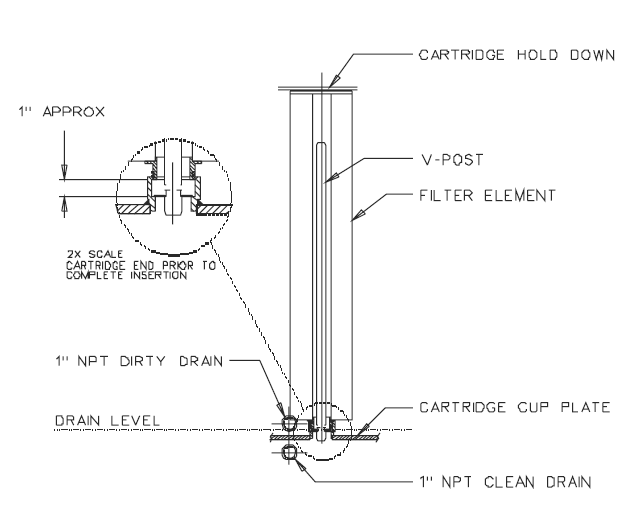 CARTRIDGE HOLD DOWN
1" APPROX
V-POST
FILTER ELEMENT
2X SCALE
CARTRIDGE END PRIOR TO
COMPLETE INSERTION
1" NPT DIRTY DRAIN
DRAIN LEVEL
CARTRIDGE CUP PLATE
1" NPT CLEAN DRAIN